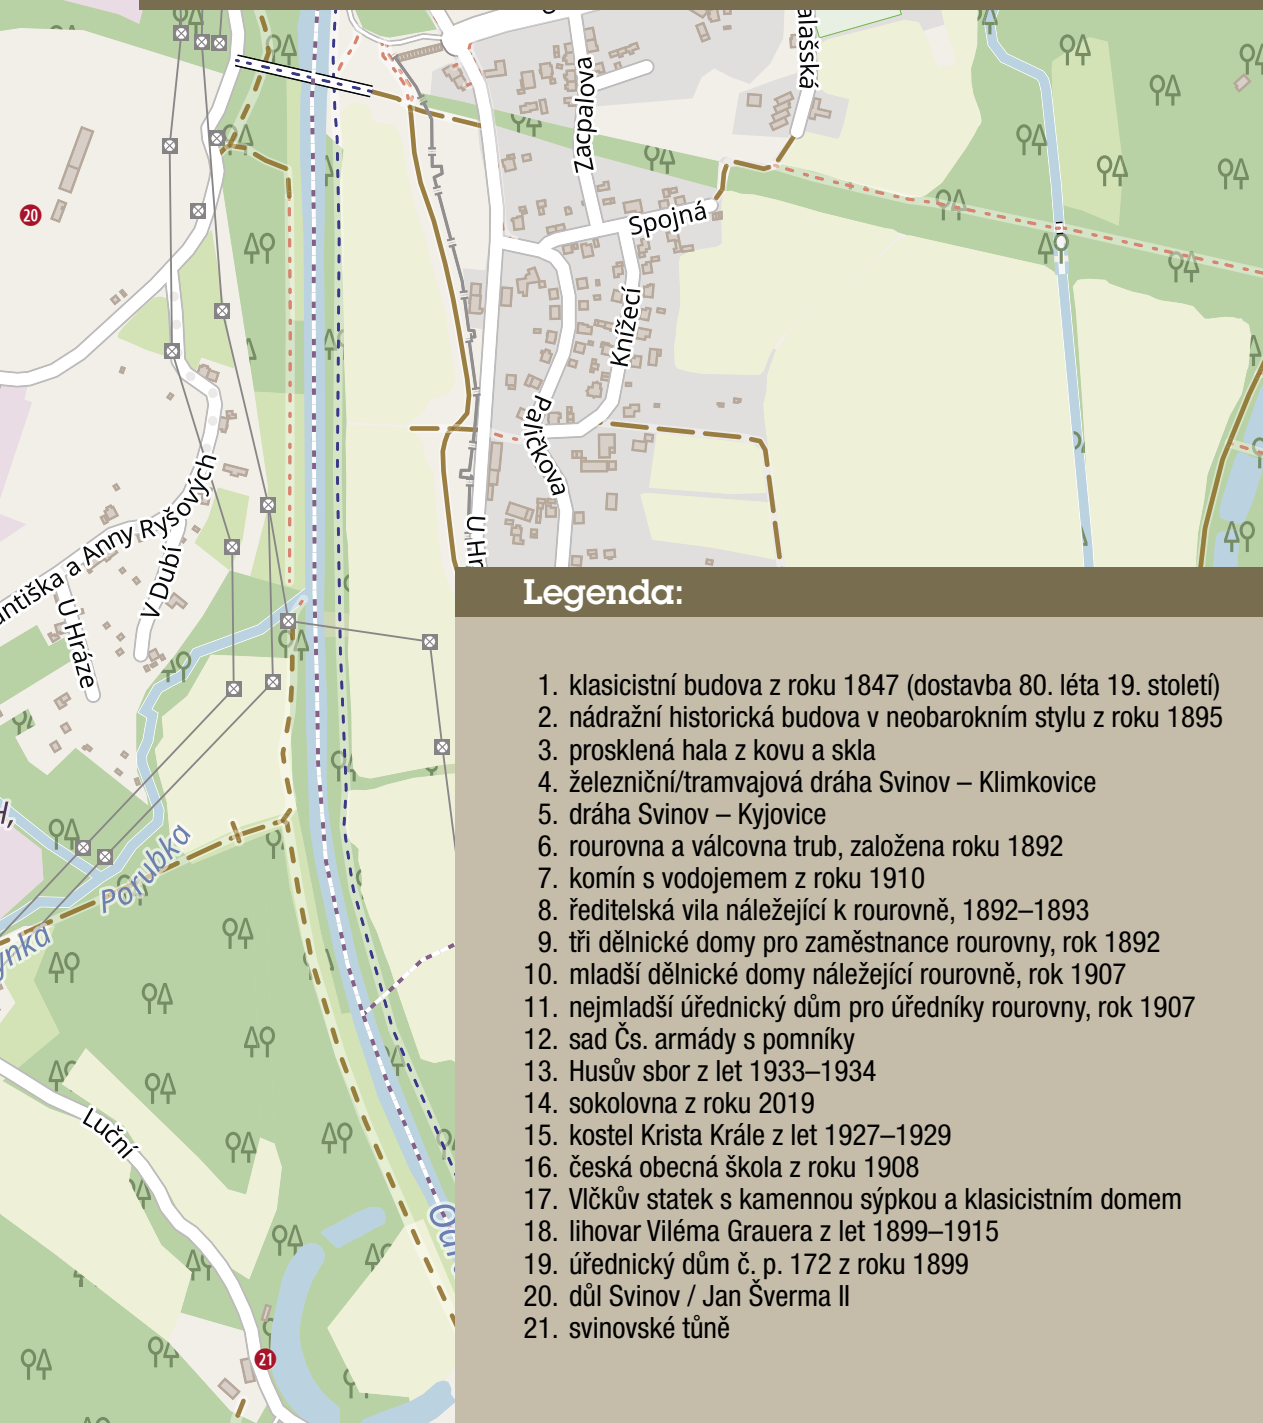 alašská
Zacpalova
20
Spojná
Knížecí
Paličkova
U Hr
antiška a Anny Ryšových
V Dubí
U Hráze
Porubka
Luční
21
Legenda:
1. klasicistní budova z roku 1847 (dostavba 80. léta 19. století)
2. nádražní historická budova v neobarokním stylu z roku 1895
3. prosklená hala z kovu a skla
4. železniční/tramvajová dráha Svinov – Klimkovice
5. dráha Svinov – Kyjovice
6. rourovna a válcovna trub, založena roku 1892
7. komín s vodojemem z roku 1910
8. ředitelská vila náležející k rourovně, 1892–1893
9. tři dělnické domy pro zaměstnance rourovny, rok 1892
10. mladší dělnické domy náležející rourovně, rok 1907
11. nejmladší úřednický dům pro úředníky rourovny, rok 1907
12. sad Čs. armády s pomníky
13. Husův sbor z let 1933–1934
14. sokolovna z roku 2019
15. kostel Krista Krále z let 1927–1929
16. česká obecná škola z roku 1908
17. Vlčkův statek s kamennou sýpkou a klasicistním domem
18. lihovar Viléma Grauera z let 1899–1915
19. úřednický dům č. p. 172 z roku 1899
20. důl Svinov / Jan Šverma II
21. svinovské tůně